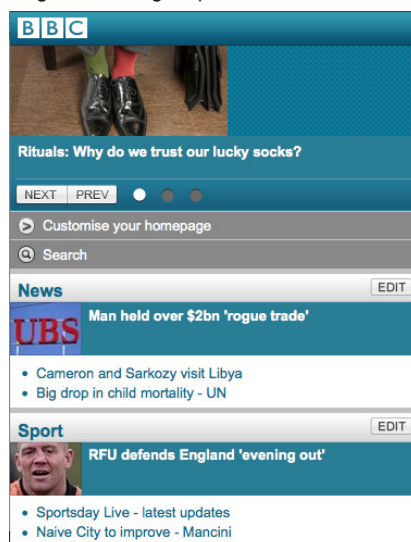 BBC
Rituals: Why do we trust our lucky socks?
NEXT PREV
Customise your homepage
Search
News EDIT
UBS
Man held over $2bn 'rogue trade'
Cameron and Sarkozy visit Libya
Big drop in child mortality - UN
Sport EDIT
RFU defends England 'evening out'
Sportsday Live - latest updates
Naive City to improve - Mancini